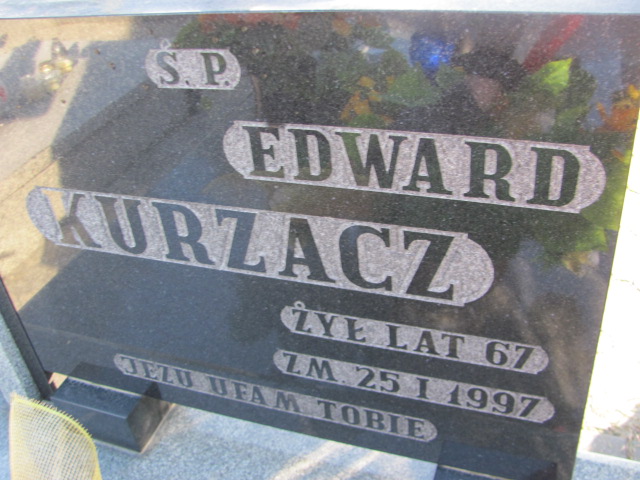 Ś. P.
EDWARD
KURZACZ
ŻYŁ LAT 67
ZM. 25 I 1997
JEZU UFAM TOBIE